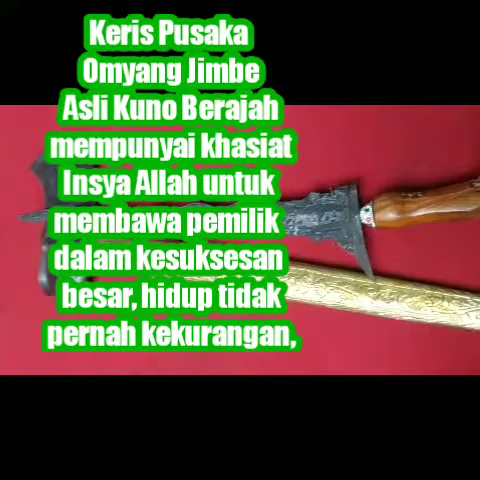 Keris Pusaka
Omyang Jimbe
Asli Kuno Berajah
mempunyai khasiat
Insya Allah untuk
membawa pemilik
dalam kesuksesan
besar, hidup tidak
pernah kekurangan,